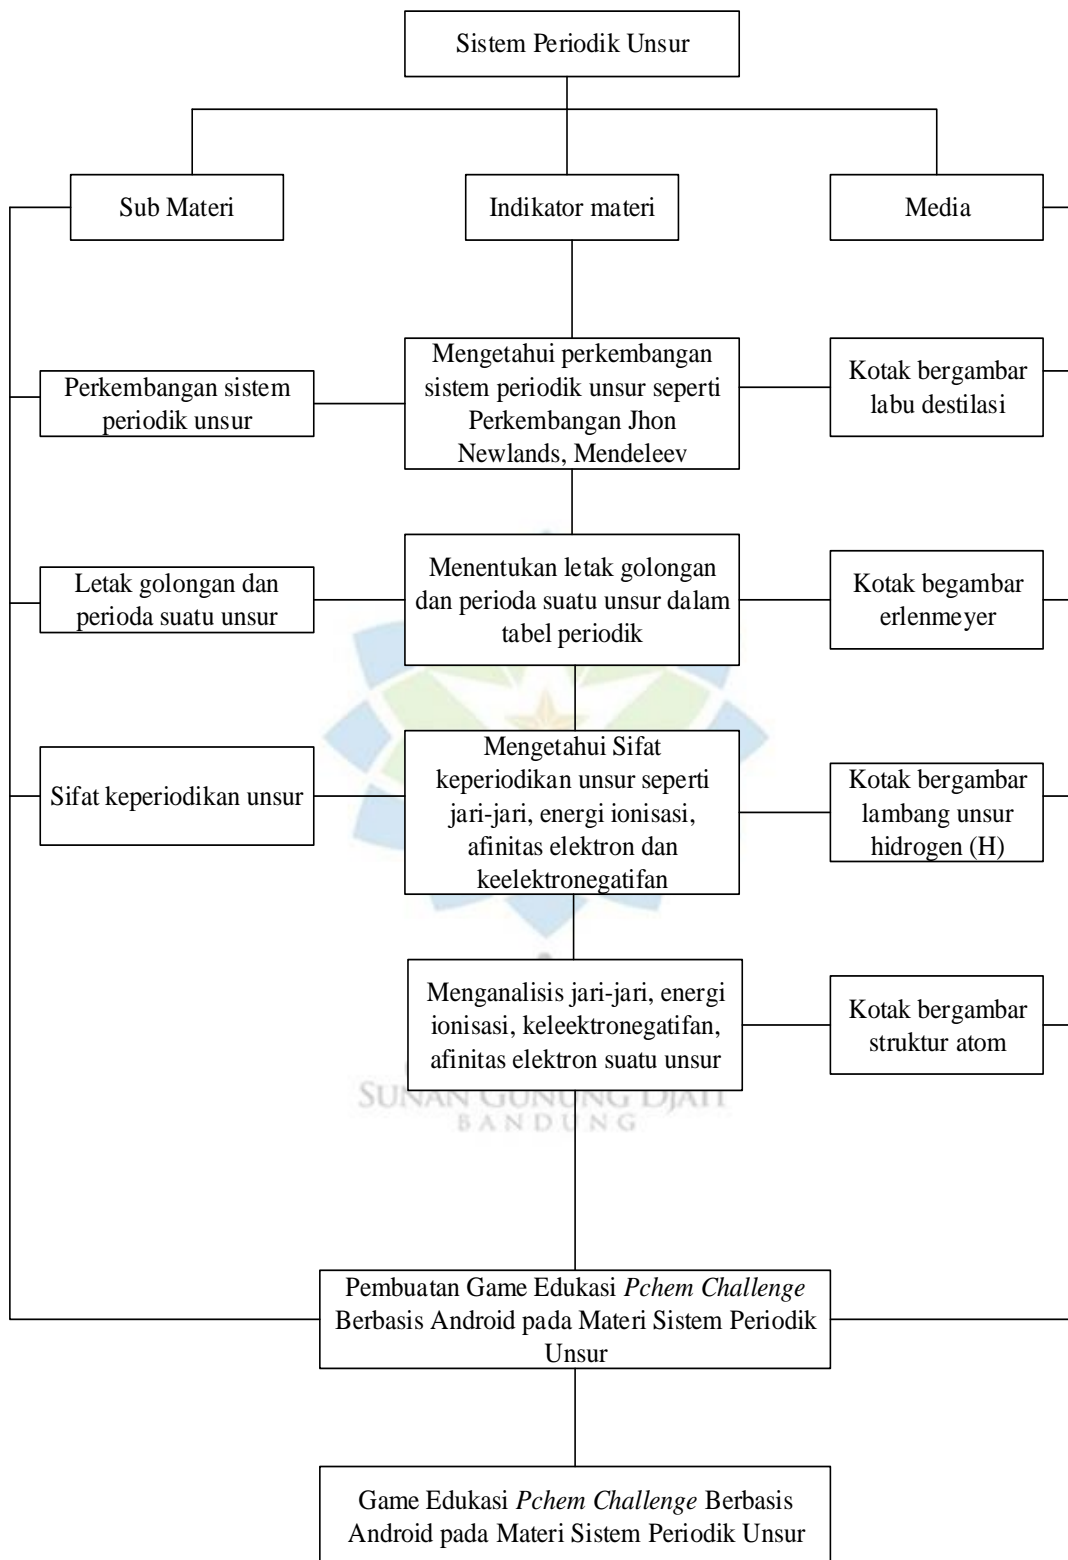 Sistem Periodik Unsur
Sub Materi
Indikator materi
Media
Perkembangan sistem
periodik unsur
Mengetahui perkembangan
sistem periodik unsur seperti
Perkembangan Jhon
Newlands, Mendeleev
Kotak bergambar
labu destilasi
Letak golongan dan
perioda suatu unsur
Menentukan letak golongan
dan perioda suatu unsur dalam
tabel periodik
Kotak begambar
erlenmeyer
Sifat keperiodikan unsur
Mengetahui Sifat
keperiodikan unsur seperti
jari-jari, energi ionisasi,
afinitas elektron dan
keelektronegatifan
Kotak bergambar
lambang unsur
hidrogen (H)
Menganalisis jari-jari, energi
ionisasi, keleektronegatifan,
afinitas elektron suatu unsur
Kotak bergambar
struktur atom
SUNAN GUNUNG DJATI
BANDUNG
Pembuatan Game Edukasi Pchem Challenge
Berbasis Android pada Materi Sistem Periodik
Unsur
Game Edukasi Pchem Challenge Berbasis
Android pada Materi Sistem Periodik Unsur